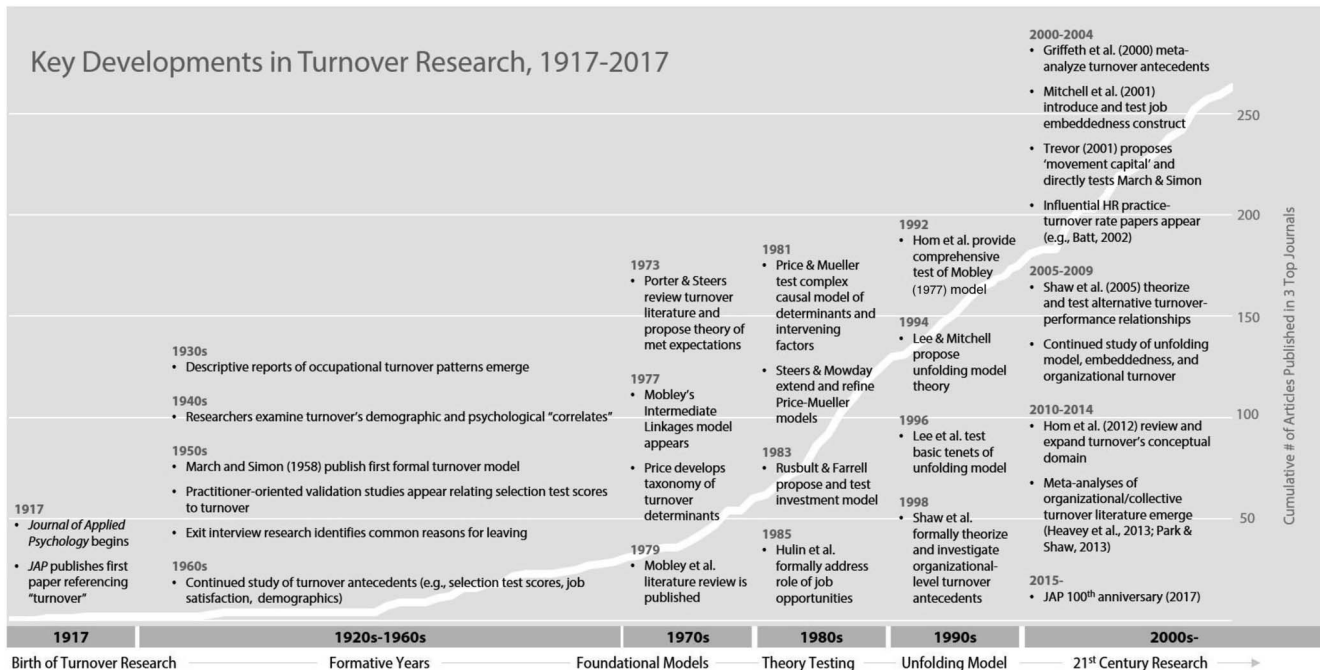 Key Developments in Turnover Research, 1917-2017
1917
• Journal of Applied
Psychology begins
• JAP publishes first
paper referencing
“turnover”
1930s
• Descriptive reports of occupational turnover patterns emerge
1940s
• Researchers examine turnover’s demographic and psychological “correlates”
1950s
• March and Simon (1958) publish first formal turnover model
• Practitioner-oriented validation studies appear relating selection test scores
to turnover
• Exit interview research identifies common reasons for leaving
1960s
• Continued study of turnover antecedents (e.g., selection test scores, job
satisfaction, demographics)
1973
• Porter & Steers
review turnover
literature and
propose theory of
met expectations
1977
• Mobley’s
Intermediate
Linkages model
appears
• Price develops
taxonomy of
turnover
determinants
1979
• Mobley et al.
literature review is
published
1981
• Price & Mueller
test complex
causal model of
determinants and
intervening
factors
• Steers & Mowday
extend and refine
Price-Mueller
models
1983
• Rusbult & Farrell
propose and test
investment model
1985
• Hulin et al.
formally address
role of job
opportunities
1992
• Hom et al. provide
comprehensive
test of Mobley
(1977) model
1994
• Lee & Mitchell
propose
unfolding model
theory
1996
• Lee et al. test
basic tenets of
unfolding model
1998
• Shaw et al.
formally theorize
and investigate
organizational-
level turnover
antecedents
2000-2004
• Griffeth et al. (2000) meta-
analyze turnover antecedents
• Mitchell et al. (2001)
introduce and test job
embeddedness construct
• Trevor (2001) proposes
‘movement capital’ and
directly tests March & Simon
• Influential HR practice-
turnover rate papers appear
(e.g., Batt, 2002)
2005-2009
• Shaw et al. (2005) theorize
and test alternative turnover-
performance relationships
• Continued study of unfolding
model, embeddedness, and
organizational turnover
2010-2014
• Hom et al. (2012) review and
expand turnover’s conceptual
domain
• Meta-analyses of
organizational/collective
turnover literature emerge
(Heavey et al., 2013; Park &
Shaw, 2013)
2015-
• JAP 100th anniversary (2017)
250
200
150
100
50
Cumulative # of Articles Published in 3 Top Journals
1917 1920s-1960s 1970s 1980s 1990s 2000s-
Birth of Turnover Research Formative Years Foundational Models Theory Testing Unfolding Model 21st Century Research